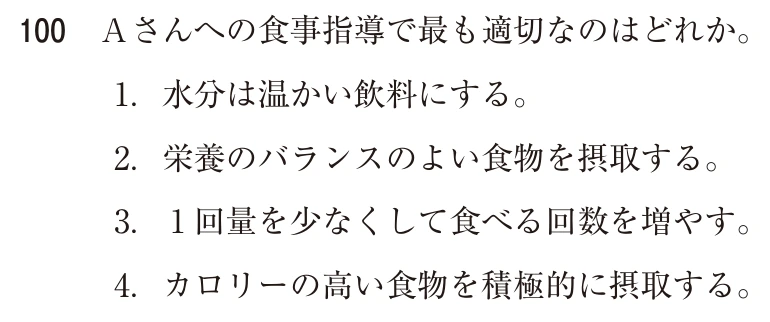 100 Aさんへの食事指導で最も適切なのはどれか。
1. 水分は温かい飲料にする。
2. 栄養のバランスのよい食物を摂取する。
3. 1回量を少なくして食べる回数を増やす。
4. カロリーの高い食物を積極的に摂取する。